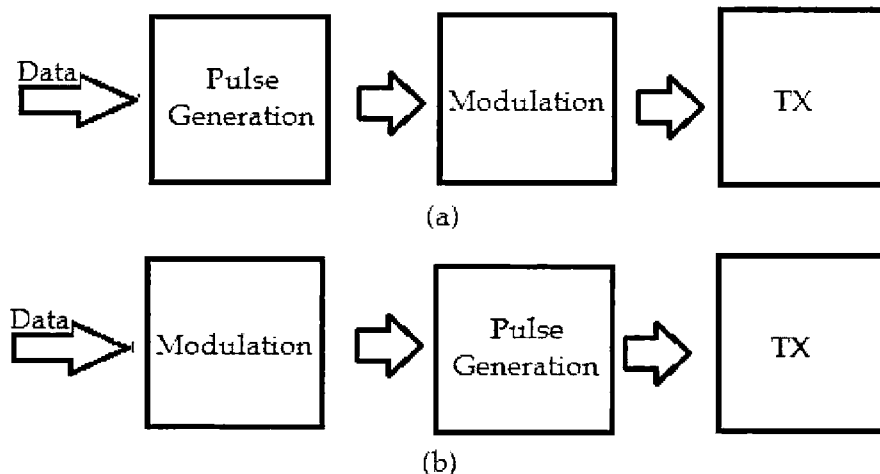 Data
Pulse
Generation
Modulation
TX
(a)
Data
Modulation
Pulse
Generation
TX
(b)